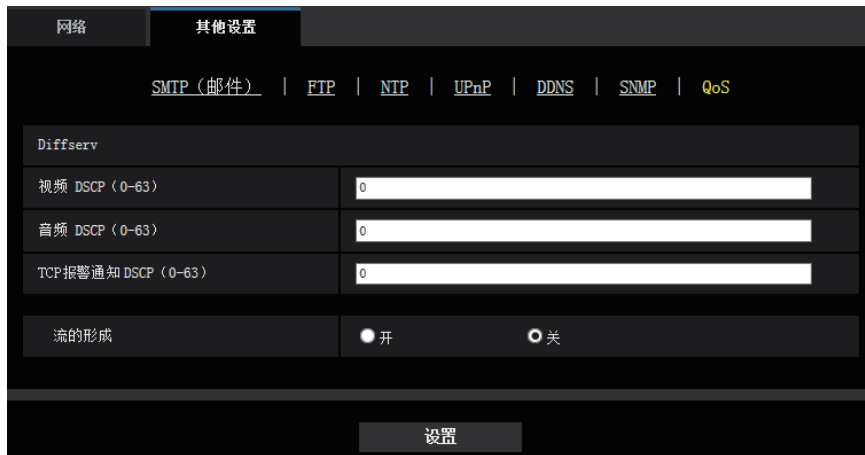 网络 其他设置
SMTP（邮件） | FTP | NTP | UPnP | DDNS | SNMP | QoS
Diffserv
视频 DSCP（0-63） 0
音频 DSCP（0-63） 0
TCP报警通知DSCP（0-63） 0
流的形成 开 关
设置